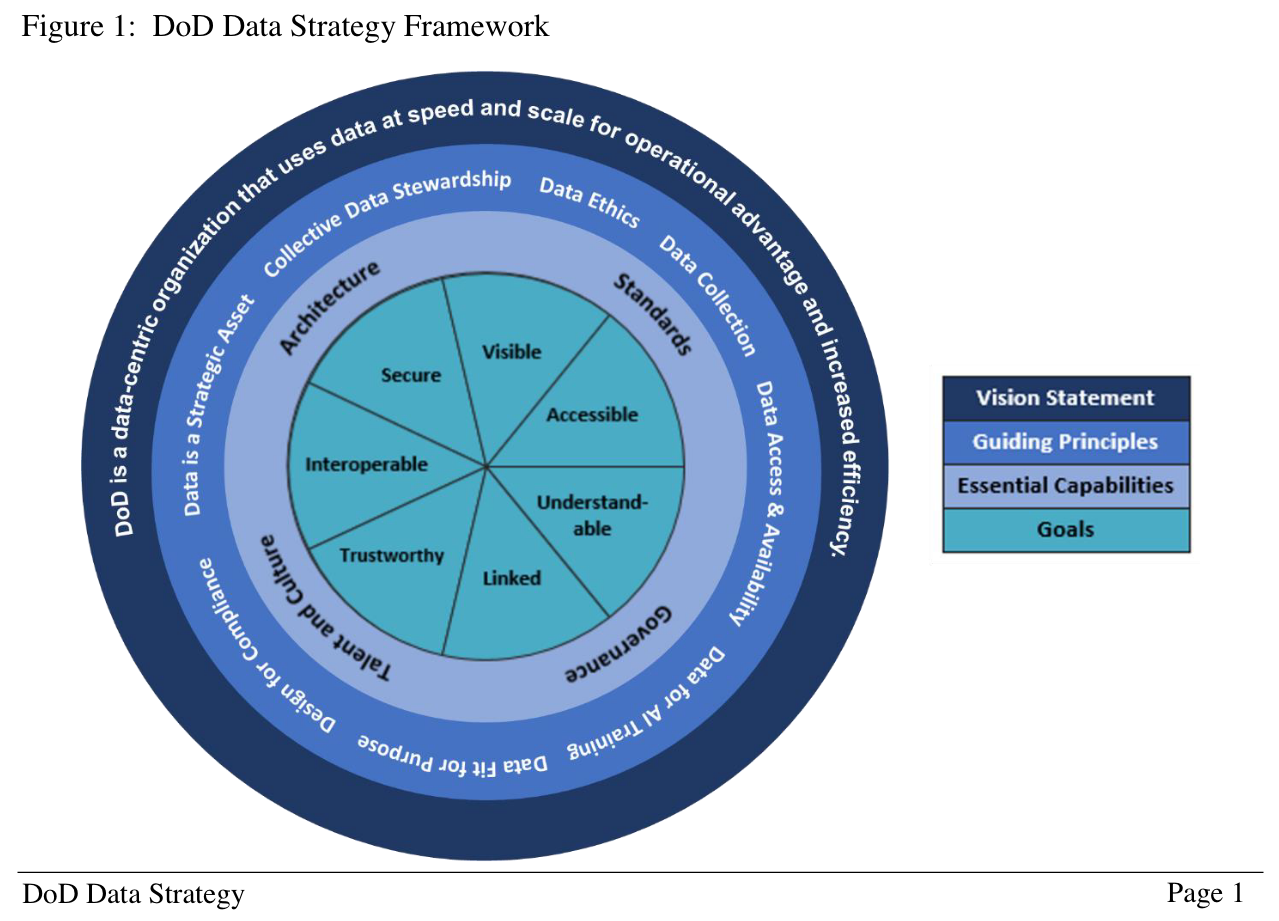 Figure 1:  DoD Data Strategy Framework
DoD is a data-centric organization that uses data at speed and scale for operational advantage and increased efficiency.
Data is a Strategic Asset
Collective Data Stewardship
Data Ethics
Data Collection
Data Access & Availability
Data for AI Training
Data Fit for Purpose
Design for Compliance
Architecture
Standards
Governance
Talent and Culture
Visible
Accessible
Understand-
able
Linked
Trustworthy
Interoperable
Secure
Vision Statement
Guiding Principles
Essential Capabilities
Goals
DoD Data Strategy
Page 1